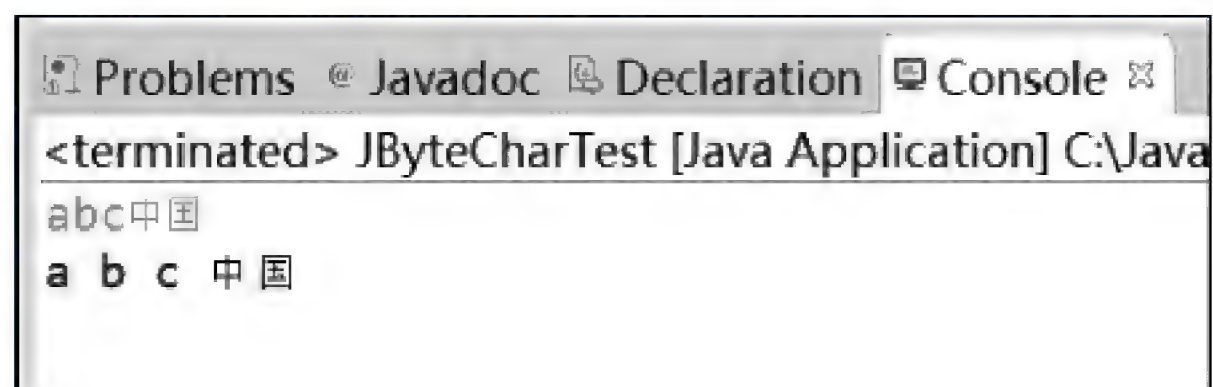 Problems @ Javadoc Declaration Console
<terminated> JByteCharTest [Java Application] C:\Java
abc中国
a b c 中国